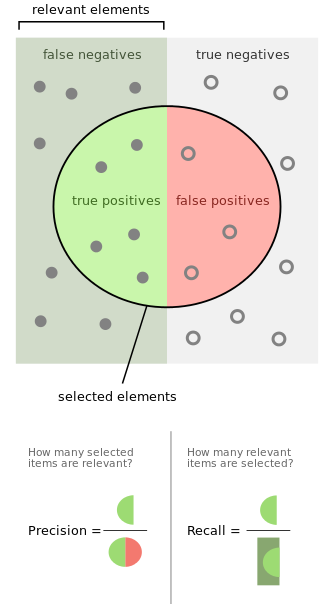 relevant elements
false negatives
true negatives
true positives
false positives
selected elements
How many selected
items are relevant?
How many relevant
items are selected?
Precision =
Recall =